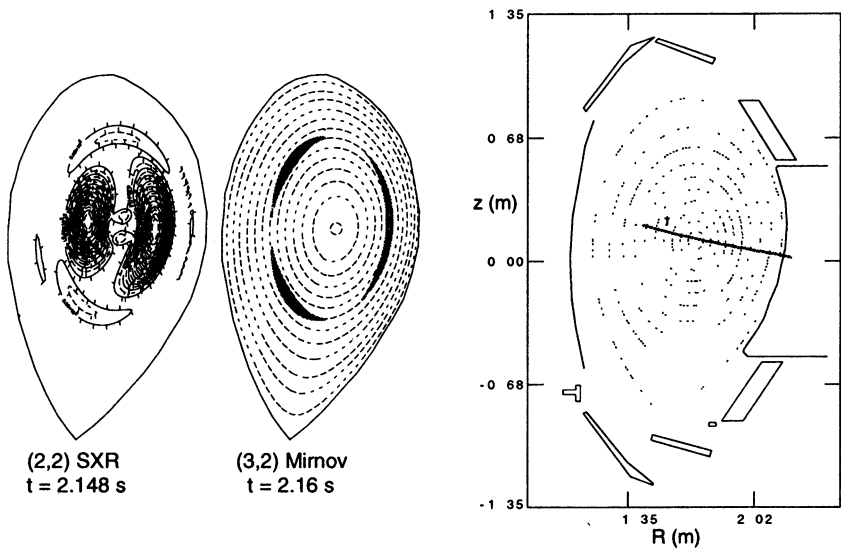 (2,2) SXR
t = 2.148 s
(3,2) Mirnov
t = 2.16 s
1 35
0 68
z (m)
0 00
-0 68
-1 35
1 35
2 02
R (m)